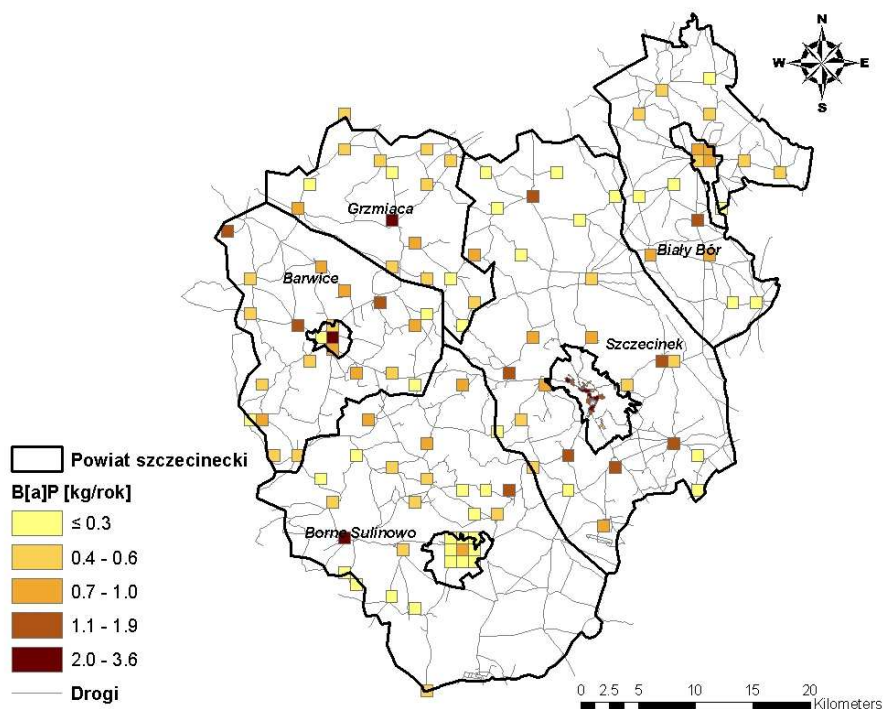 N
W E
S
Grzmiąca
Biały Bór
Barwice
Szczecinek
Borne Sulinowo
Powiat szczecinecki
B[a]P [kg/rok]
≤ 0.3
0.4 - 0.6
0.7 - 1.0
1.1 - 1.9
2.0 - 3.6
Drogi
0 2.5 5 10 15 20
Kilometers